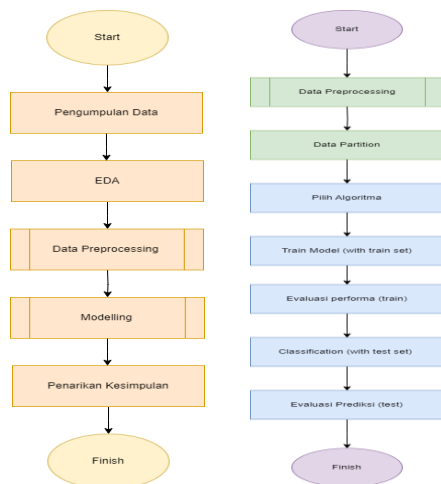 Start
Pengumpulan Data
EDA
Data Preprocessing
Modelling
Penarikan Kesimpulan
Finish
Start
Data Preprocessing
Data Partition
Pilih Algoritma
Train Model (with train set)
Evaluasi performa (train)
Classification (with test set)
Evaluasi Prediksi (test)
Finish